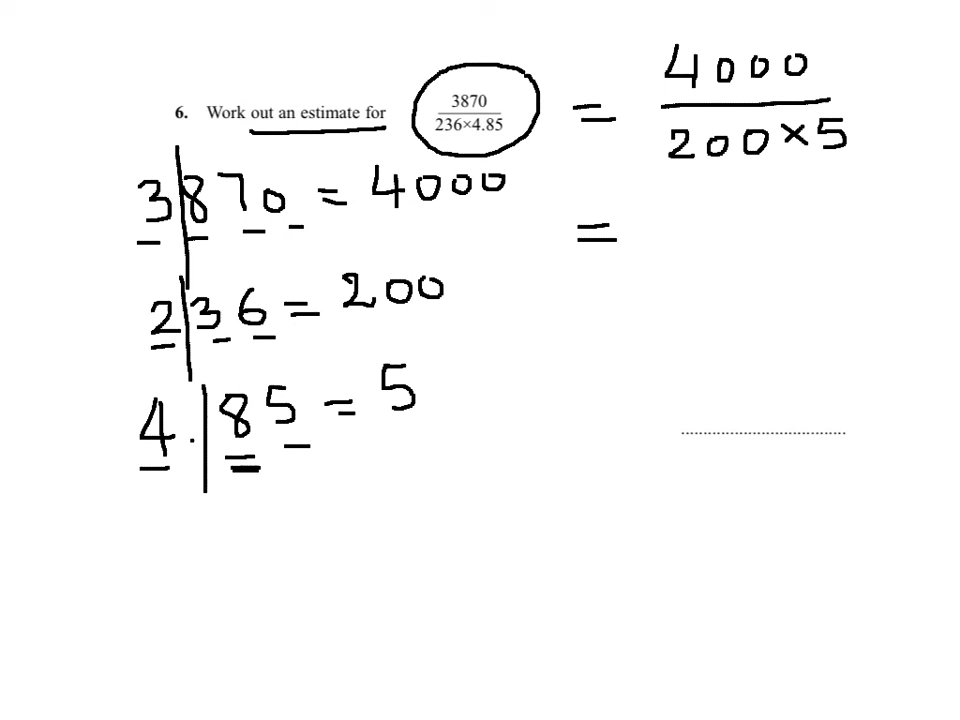 6. Work out an estimate for 3870 / 236×4.85 = 4000 / 200×5
3870 = 4000
=
236 = 200
4.85 = 5